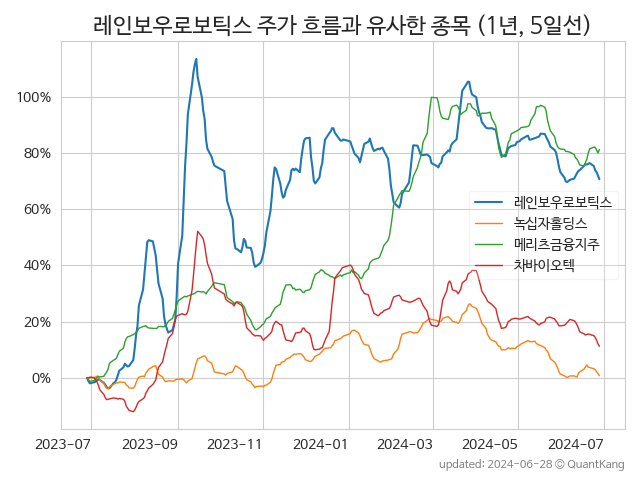 레인보우로보틱스 주가 흐름과 유사한 종목 (1년, 5일선)
100%
80%
60%
40%
20%
0%
레인보우로보틱스
녹십자홀딩스
메리츠금융지주
차바이오텍
2023-07
2023-09
2023-11
2024-01
2024-03
2024-05
2024-07
updated: 2024-06-28 © QuantKang